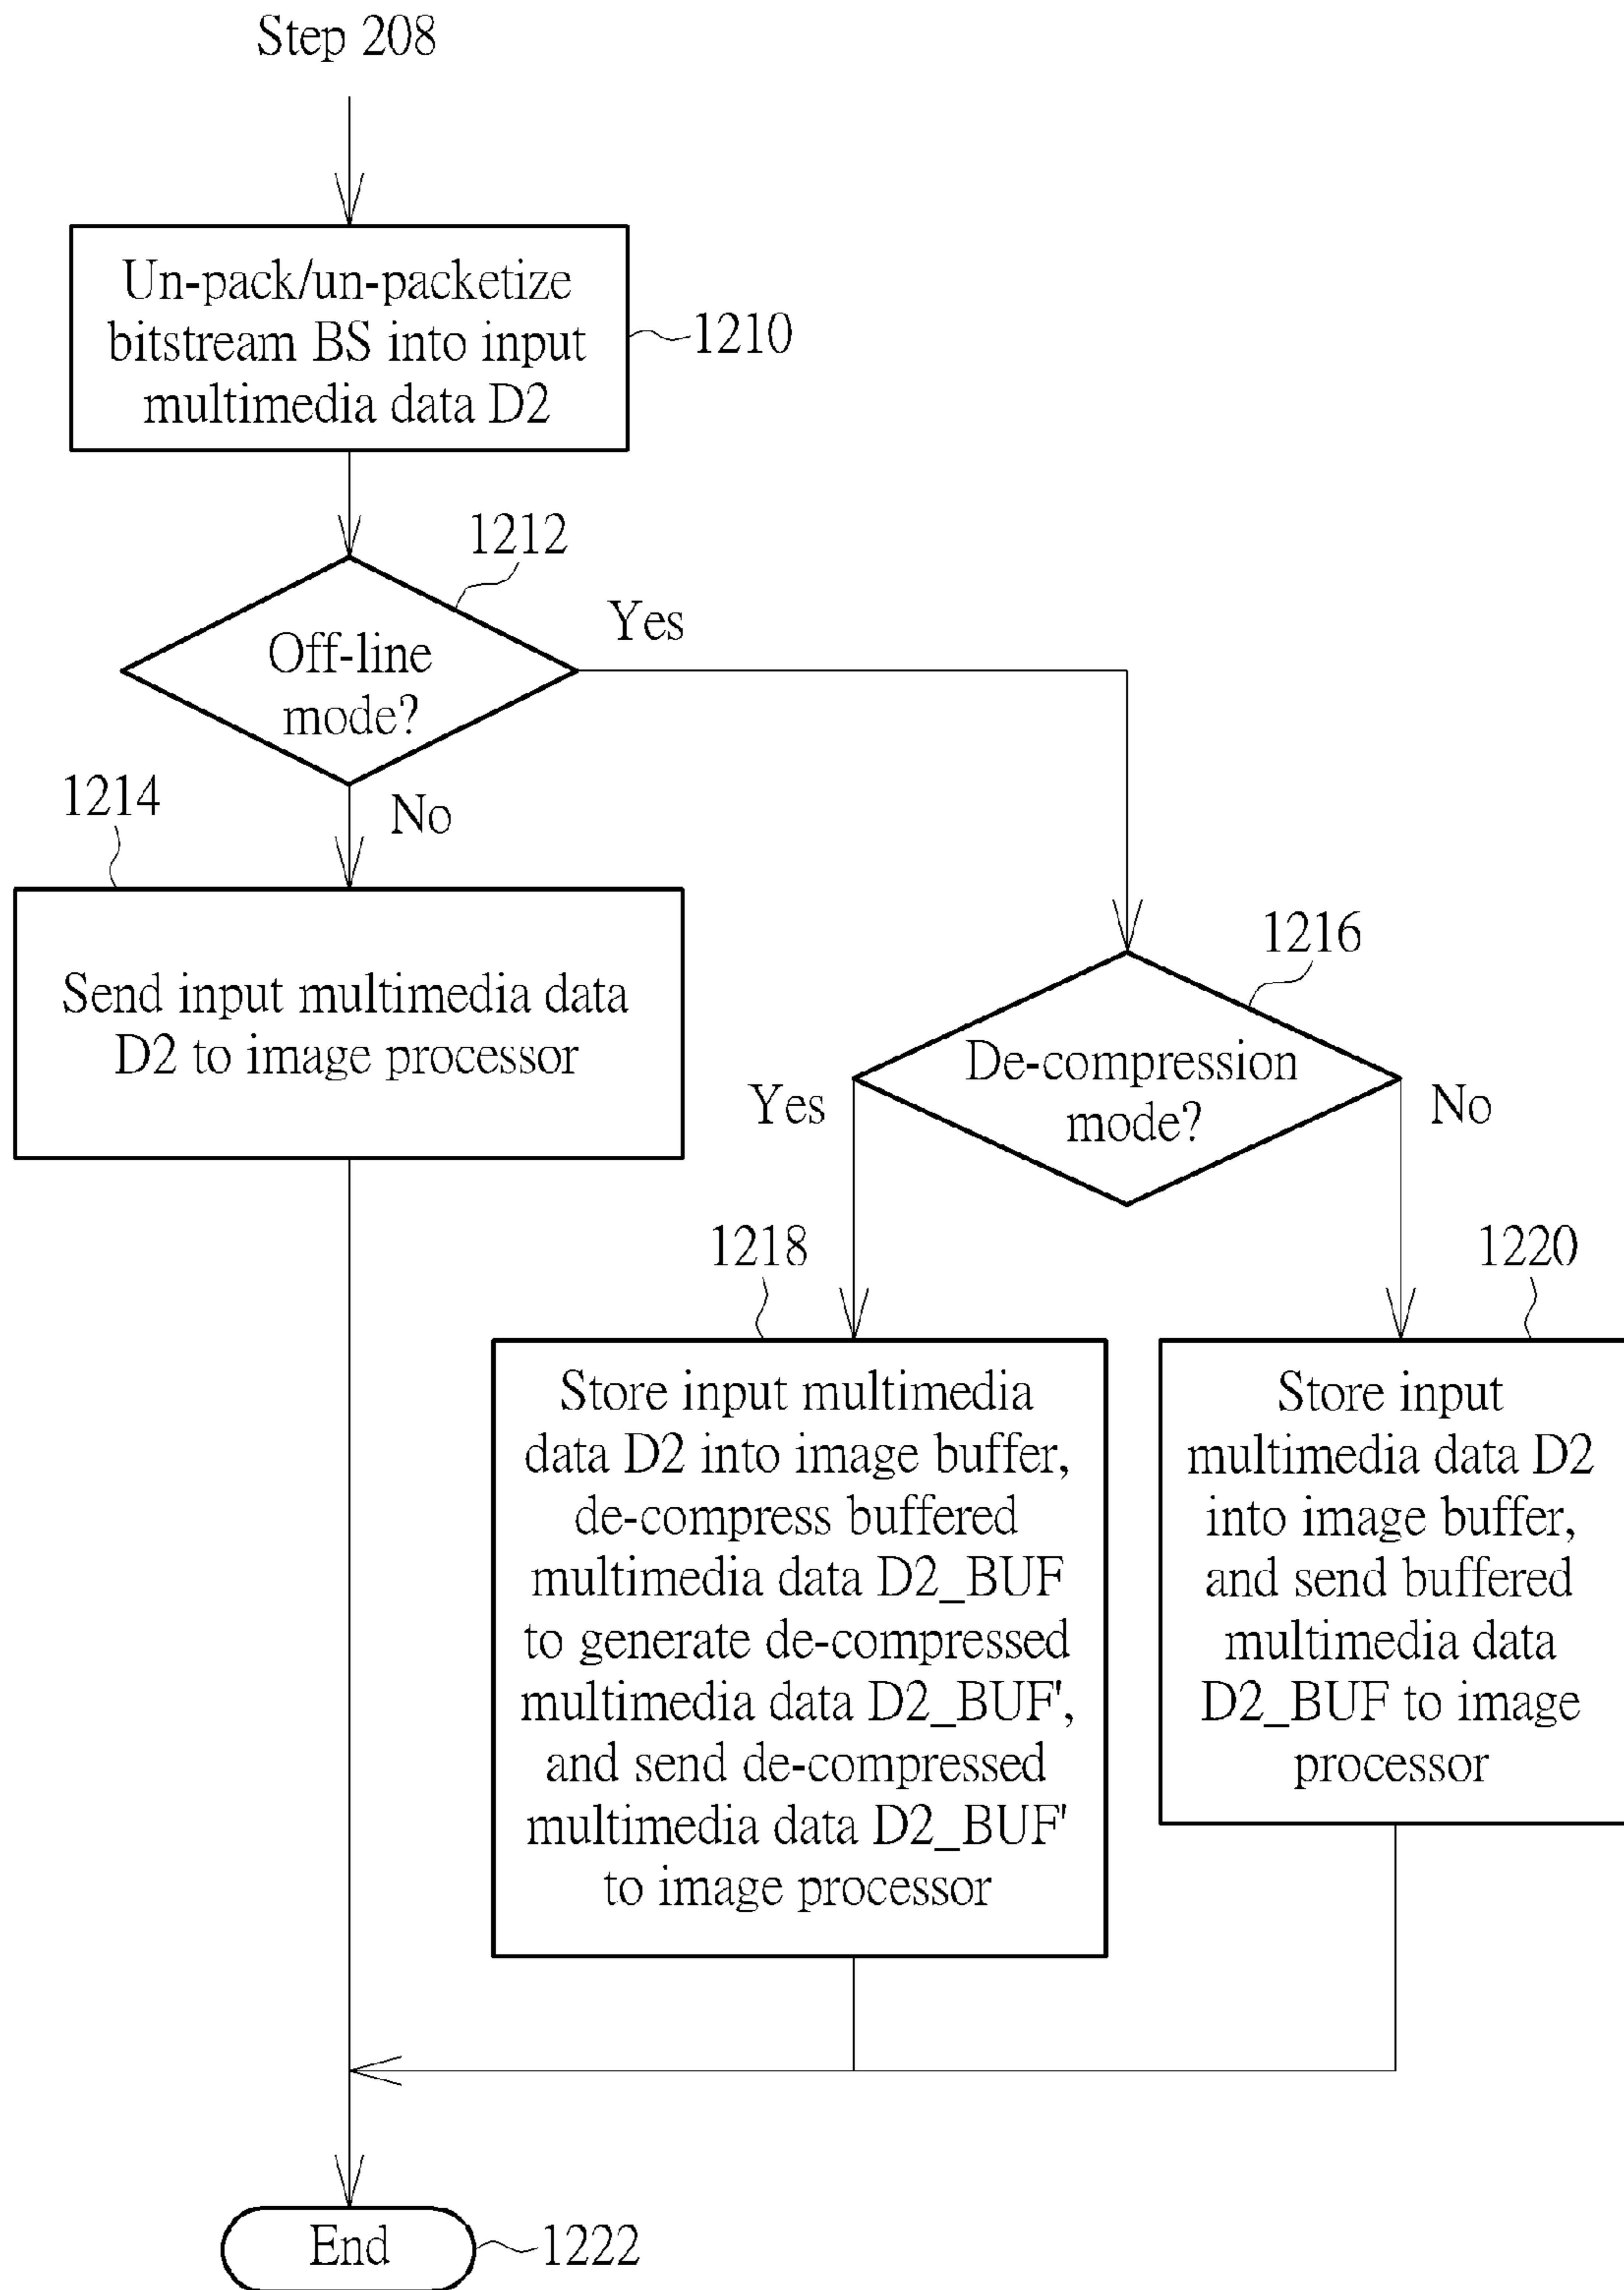 Step 208
Un-pack/un-packetize
bitstream BS into input
multimedia data D2
1210
1212
Off-line
mode?
Yes
No
1214
Send input multimedia data
D2 to image processor
1216
De-compression
mode?
Yes
No
1218
Store input multimedia
data D2 into image buffer,
de-compress buffered
multimedia data D2_BUF
to generate de-compressed
multimedia data D2_BUF',
and send de-compressed
multimedia data D2_BUF'
to image processor
1220
Store input
multimedia data D2
into image buffer,
and send buffered
multimedia data
D2_BUF to image
processor
End
1222